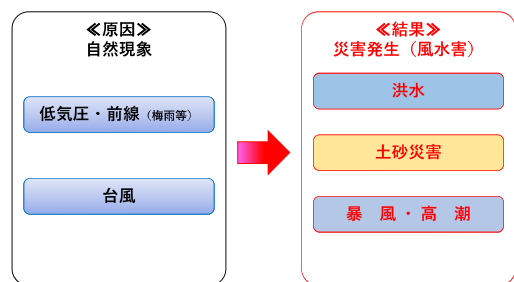 ≪原因≫
自然現象
低気圧・前線（梅雨等）
台風
≪結果≫
災害発生（風水害）
洪水
土砂災害
暴　風・高　潮